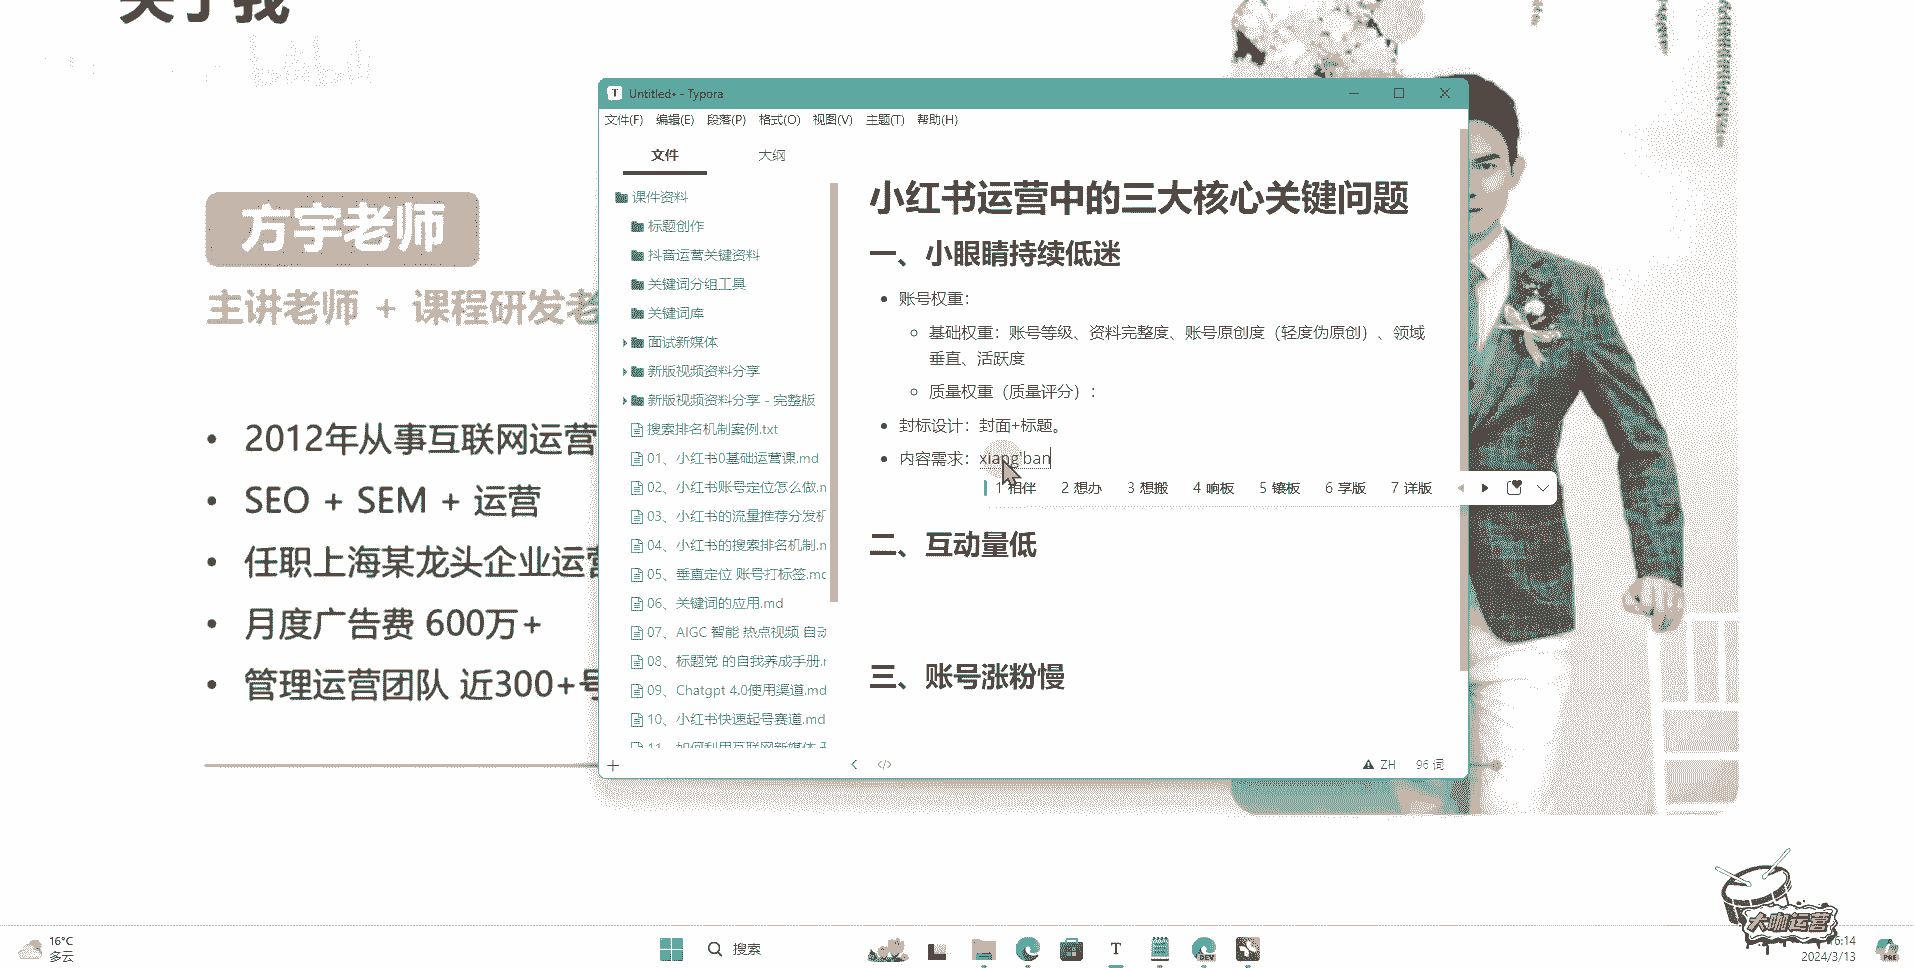 关于我
bilibili
方宇老师
主讲老师 + 课程研发老
• 2012年从事互联网运营
• SEO + SEM + 运营
• 任职上海某龙头企业运营
• 月度广告费 600万+
• 管理运营团队 近300+号
Untitled• - Typora
文件(F) 编辑(E) 段落(P) 格式(O) 视图(V) 主题(T) 帮助(H)
文件 大纲
课件资料
标题创作
抖音运营关键资料
关键词分组工具
关键词库
面试新媒体
新版视频资料分享
新版视频资料分享 - 完整版
搜索排名机制案例.txt
01、小红书0基础运营课.md
02、小红书账号定位怎么做.n
03、小红书的流量推荐分发机
04、小红书的搜索排名机制.n
05、垂直定位 账号打标签.mc
06、关键词的应用.md
07、AIGC 智能 热点视频 自动
08、标题党 的自我养成手册.r
09、Chatgpt 4.0使用渠道.md
10、小红书快速起号赛道.md
11、如何利用互联网新媒体
小红书运营中的三大核心关键问题
一、小眼睛持续低迷
• 账号权重：
基础权重：账号等级、资料完整度、账号原创度（轻度伪原创）、领域
垂直、活跃度
质量权重（质量评分）：
• 封标设计：封面+标题。
• 内容需求：xiang'ban
1 相伴 2 想办 3 想搬 4 响板 5 镶板 6 享版 7 详版
二、互动量低
三、账号涨粉慢
ZH 96 词
大咖运营
16°C
多云
搜索
T
DEV
16:14
2024/3/13
PRE